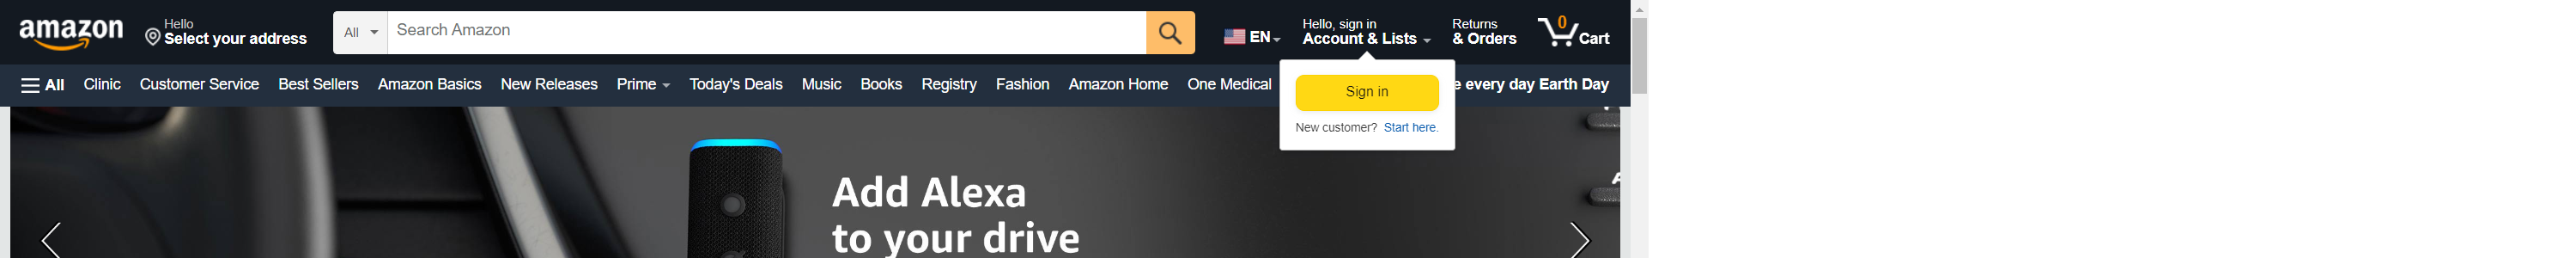 amazon
Hello
Select your address
All
Search Amazon
EN
Hello, sign in
Account & Lists
Returns
& Orders
0
Cart
All
Clinic
Customer Service
Best Sellers
Amazon Basics
New Releases
Prime
Today's Deals
Music
Books
Registry
Fashion
Amazon Home
One Medical
every day Earth Day
Sign in
New customer? Start here.
Add Alexa
to your drive